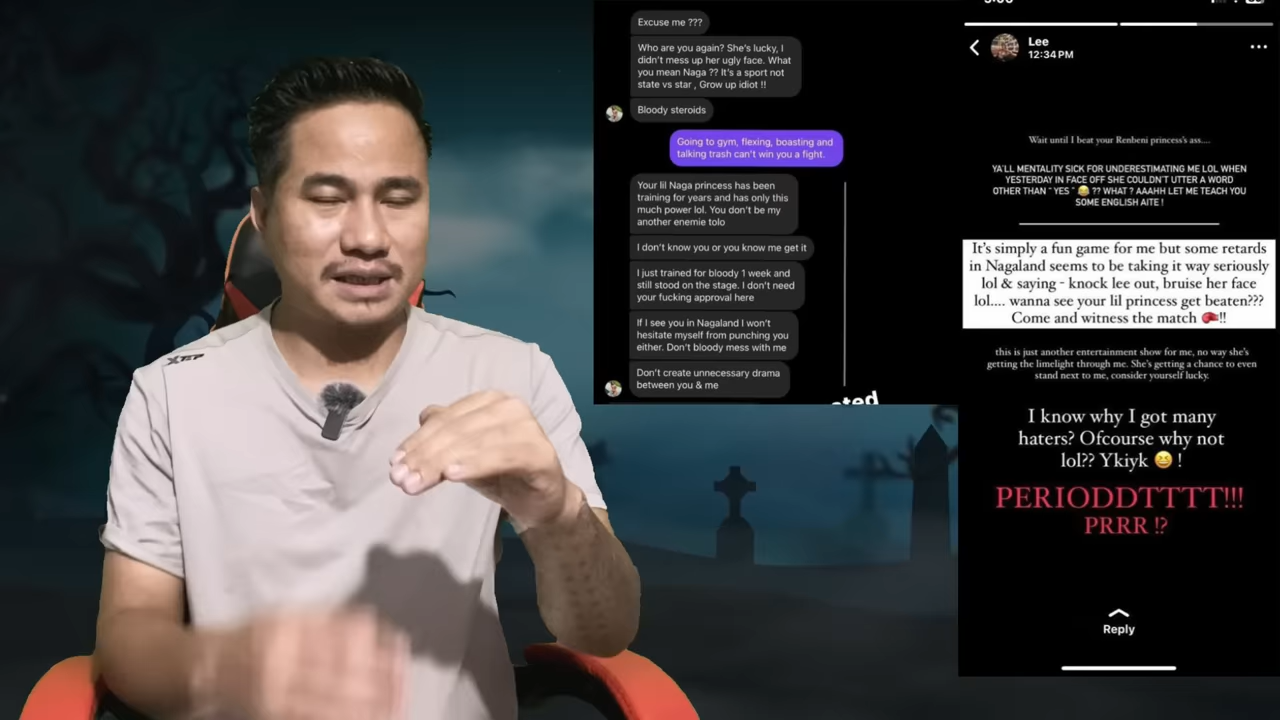 Excuse me ???
Who are you again? She's lucky, I
didn't mess up her ugly face. What
you mean Naga ?? It's a sport not
state vs star , Grow up idiot !!
Bloody steroids
Going to gym, flexing, boasting and
talking trash can't win you a fight.
Your lil Naga princess has been
training for years and has only this
much power lol. You don't be my
another enemie tolo
I don't know you or you know me get it
I just trained for bloody 1 week and
still stood on the stage. I don't need
your fucking approval here
If I see you in Nagaland I won't
hesitate myself from punching you
either. Don't bloody mess with me
Don't create unnecessary drama
between you & me
XTEP
Lee
12:34 PM
Wait until I beat your Renbeni princess's ass....
YA'LL MENTALITY SICK FOR UNDERESTIMATING ME LOL WHEN
YESTERDAY IN FACE OFF SHE COULDN'T UTTER A WORD
OTHER THAN " YES " 😂 ?? WHAT ? AAAHH LET ME TEACH YOU
SOME ENGLISH AITE !
It's simply a fun game for me but some retards
in Nagaland seems to be taking it way seriously
lol & saying - knock lee out, bruise her face
lol.... wanna see your lil princess get beaten???
Come and witness the match 🥊!!
this is just another entertainment show for me, no way she's
getting the limelight through me. She's getting a chance to even
stand next to me, consider yourself lucky.
I know why I got many
haters? Ofcourse why not
lol?? Ykiyk 😆 !
PERIODDTTTT!!!
PRRR !?
Reply